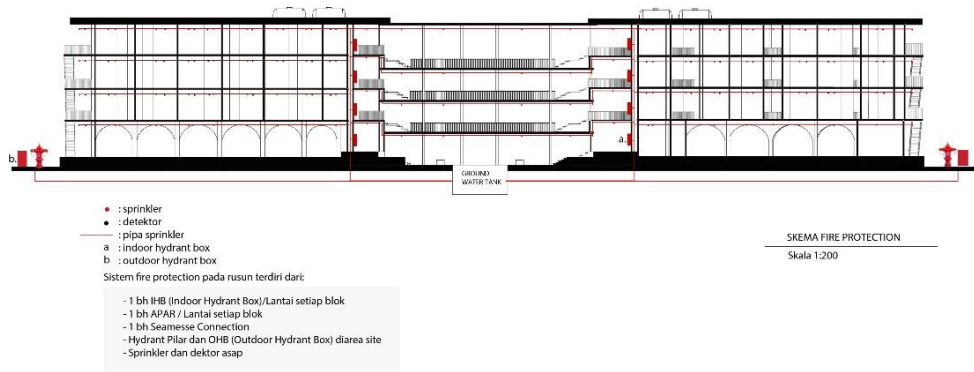 b.
a.
GROUND
WATER TANK
: sprinkler
: detektor
: pipa sprinkler
a : indoor hydrant box
b : outdoor hydrant box
Sistem fire protection pada rusun terdiri dari:
- 1 bh IHB (Indoor Hydrant Box)/Lantai setiap blok
- 1 bh APAR / Lantai setiap blok
- 1 bh Seamesse Connection
- Hydrant Pilar dan OHB (Outdoor Hydrant Box) diarea site
- Sprinkler dan dektor asap
SKEMA FIRE PROTECTION
Skala 1:200